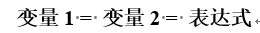 变量 1 = 变量 2 = 表达式